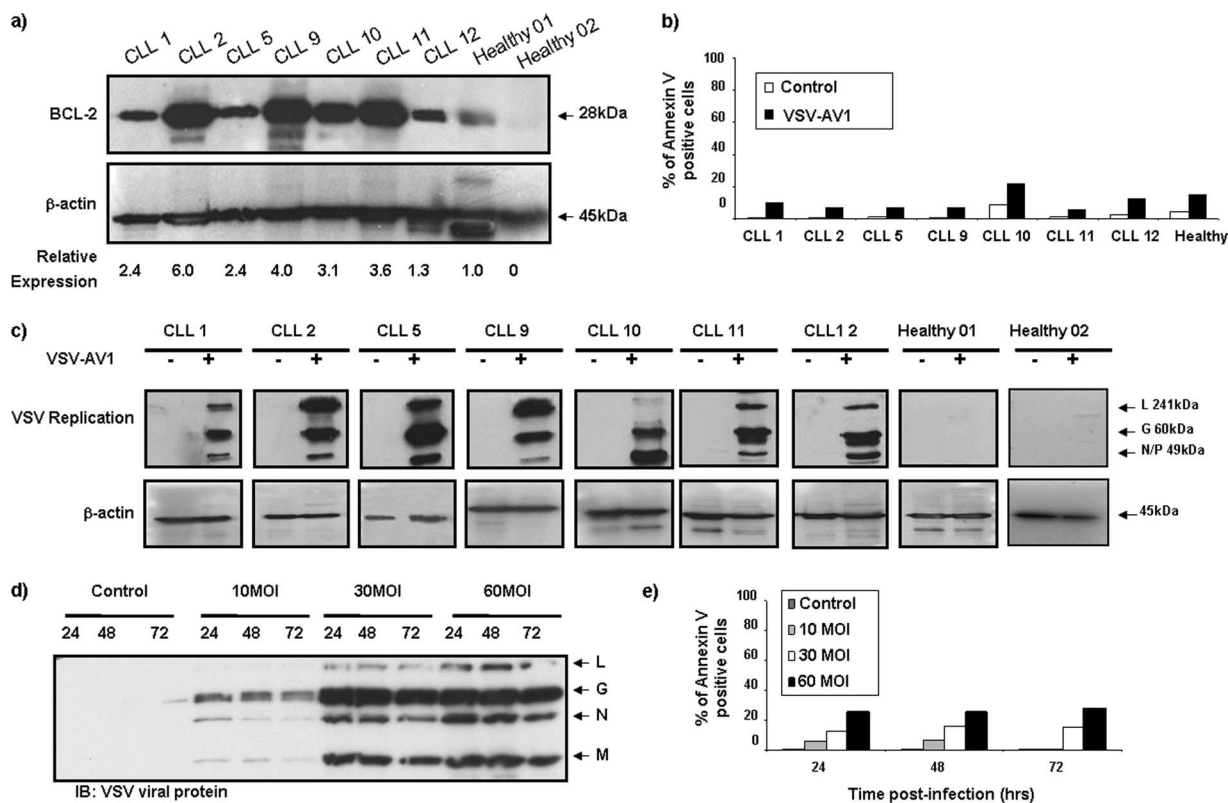 a)
CLL 1 CLL 2 CLL 5 CLL 9 CLL 10 CLL 11 CLL 12 Healthy 01 Healthy 02
BCL-2
28kDa
β-actin
45kDa
Relative
Expression
2.4 6.0 2.4 4.0 3.1 3.6 1.3 1.0 0
b)
% of Annexin V
positive cells
100
80
60
40
20
0
Control
VSV-AV1
CLL 1 CLL 2 CLL 5 CLL 9 CLL 10 CLL 11 CLL 12 Healthy
c)
CLL 1 CLL 2 CLL 5 CLL 9 CLL 10 CLL 11 CLL1 2 Healthy 01 Healthy 02
VSV-AV1 - + - + - + - + - + - + - + - + - +
VSV Replication
L 241kDa
G 60kDa
N/P 49kDa
β-actin
45kDa
d)
Control 10MOI 30MOI 60MOI
24 48 72 24 48 72 24 48 72 24 48 72
L
G
N
M
IB: VSV viral protein
e)
% of Annexin V
positive cells
100
80
60
40
20
0
Control
10 MOI
30 MOI
60 MOI
24 48 72
Time post-infection (hrs)